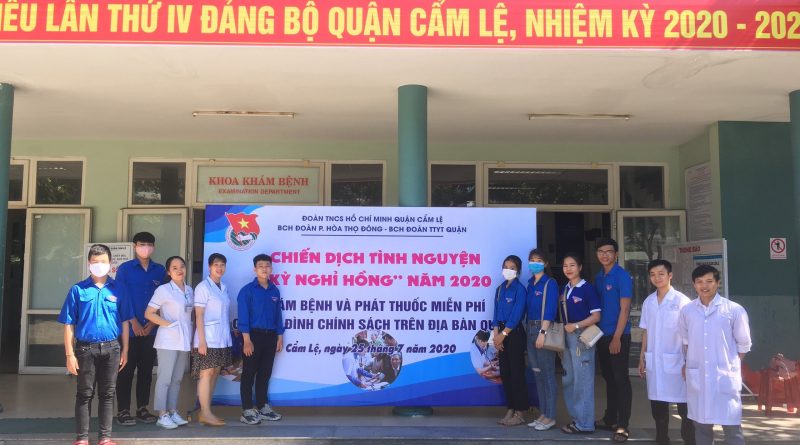 BIỂU LẦN THỨ IV ĐẢNG BỘ QUẬN CẨM LỆ, NHIỆM KỲ 2020 - 202
KHOA KHÁM BỆNH
EXAMINATION DEPARTMENT
ĐOÀN TNCS HỒ CHÍ MINH QUẬN CẨM LỆ
BCH ĐOÀN P. HÒA THỌ ĐÔNG - BCH ĐOÀN TTYT QUẬN
CHIẾN DỊCH TÌNH NGUYỆN
KỲ NGHỈ HỒNG" NĂM 2020
ÁM BỆNH VÀ PHÁT THUỐC MIỄN PHÍ
ĐÌNH CHÍNH SÁCH TRÊN ĐỊA BÀN QU
Cẩm Lệ, ngày 25 tháng 7 năm 2020
THÔNG BÁO